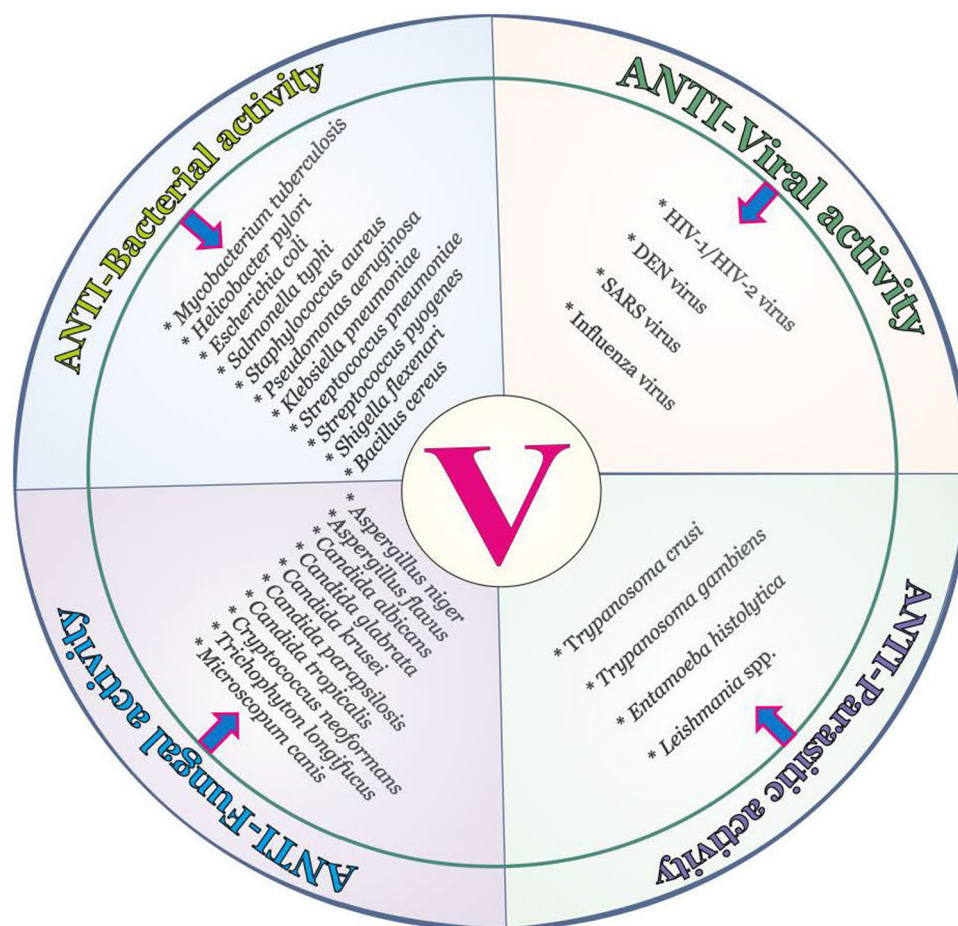 ANTI-Bacterial activity
* Mycobacterium tuberculosis
* Helicobacter pylori
* Escherichia coli
* Salmonella typhi
* Staphyloccus aureus
* Pseudomonas aeruginosa
* Klebsiella pneumoniae
* Streptococcus pneumoniae
* Streptococcus pyogenes
* Shigella flexenari
* Bacillus cereus
ANTI-Viral activity
* HIV-1/HIV-2 virus
* DEN virus
* SARS virus
* Influenza virus
V
ANTI-Fungal activity
* Aspergillus niger
* Aspergillus flavus
* Candida albicans
* Candida glabrata
* Candida krusei
* Candida parapsilosis
* Candida tropicalis
* Cryptococcus neoformans
* Trichophyton longifucus
* Microscopum canis
ANTI-Parasitic activity
* Trypanosoma crusi
* Trypanosoma gambiens
* Entamoeba histolytica
* Leishmania spp.